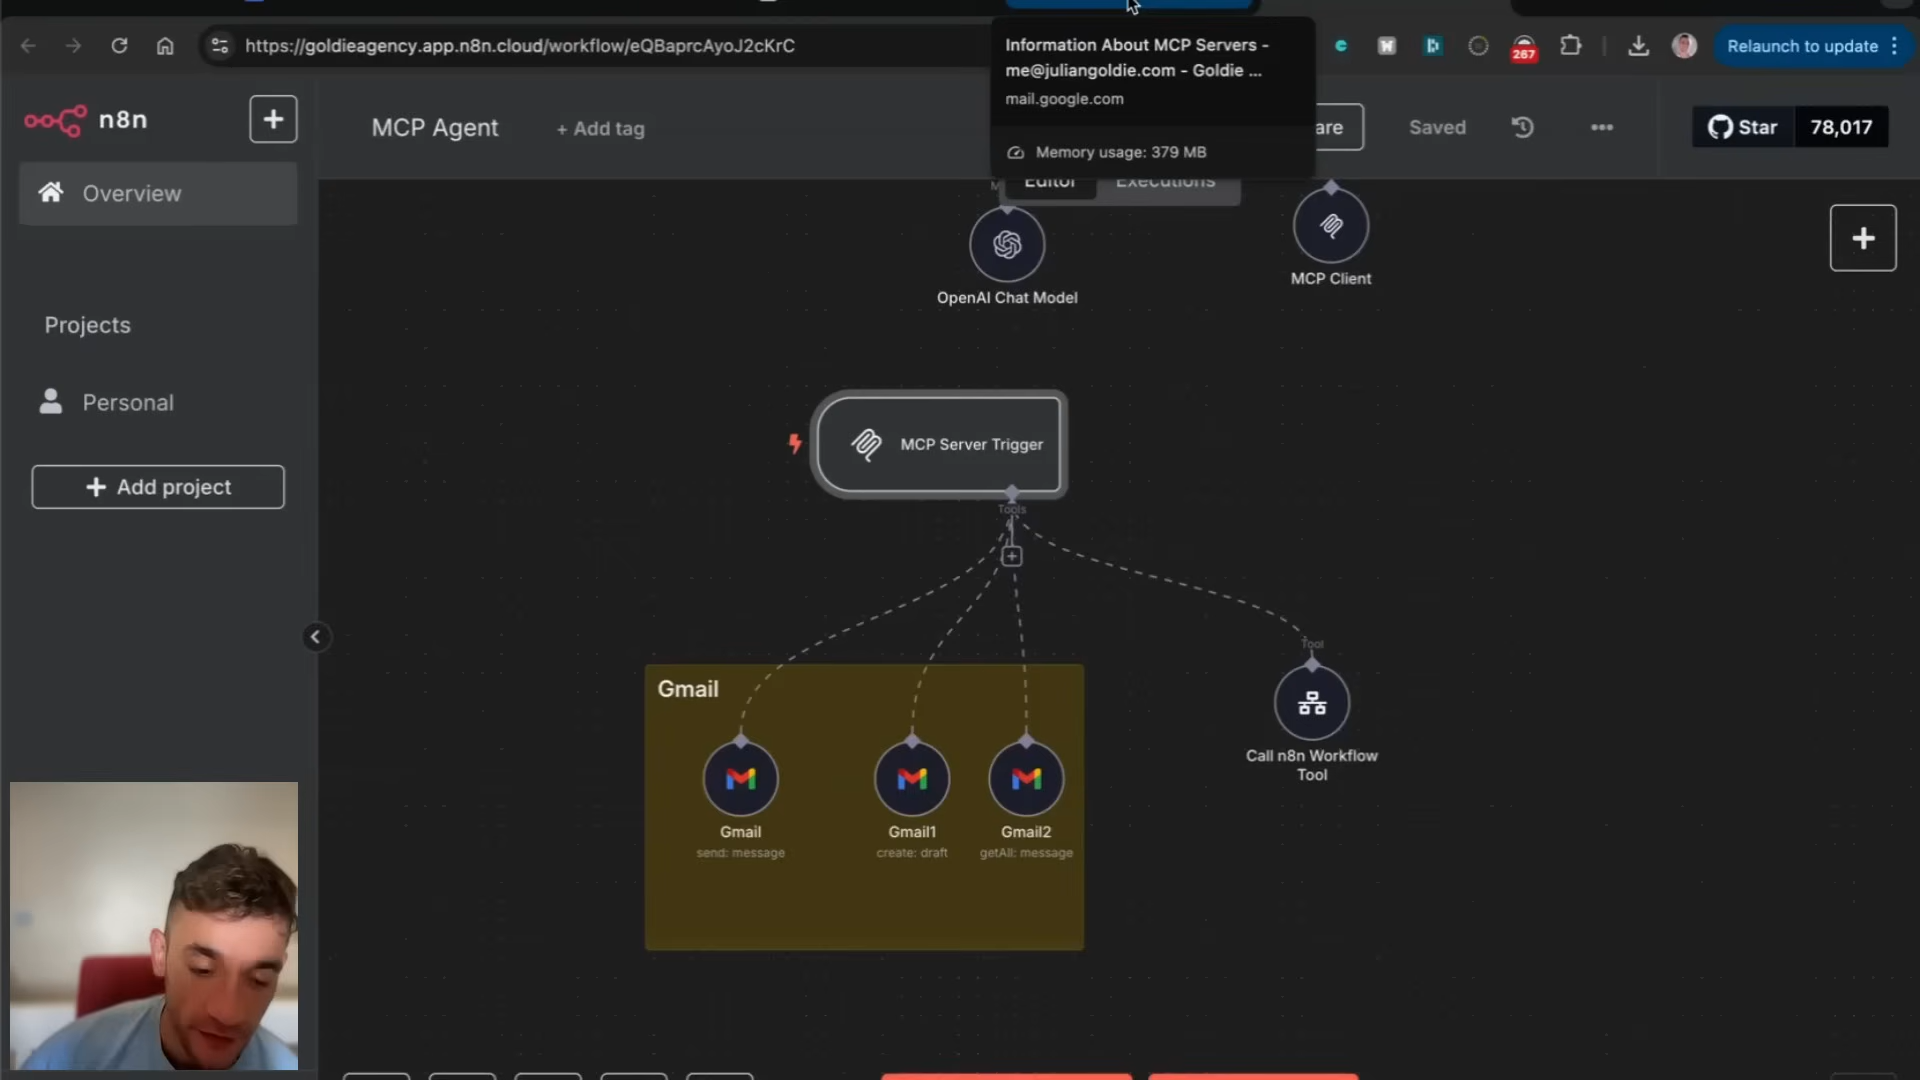 https://goldieagency.app.n8n.cloud/workflow/eQBaprcAyoJ2cKrC
Information About MCP Servers -
me@juliangoldie.com - Goldie ...
mail.google.com
Memory usage: 379 MB
267
Relaunch to update
n8n
MCP Agent
+ Add tag
are
Saved
Star
78,017
Overview
Editor
Executions
OpenAI Chat Model
MCP Client
Projects
Personal
Add project
MCP Server Trigger
Tools
Tool
Gmail
Call n8n Workflow
Tool
Gmail
send: message
Gmail1
create: draft
Gmail2
getAll: message